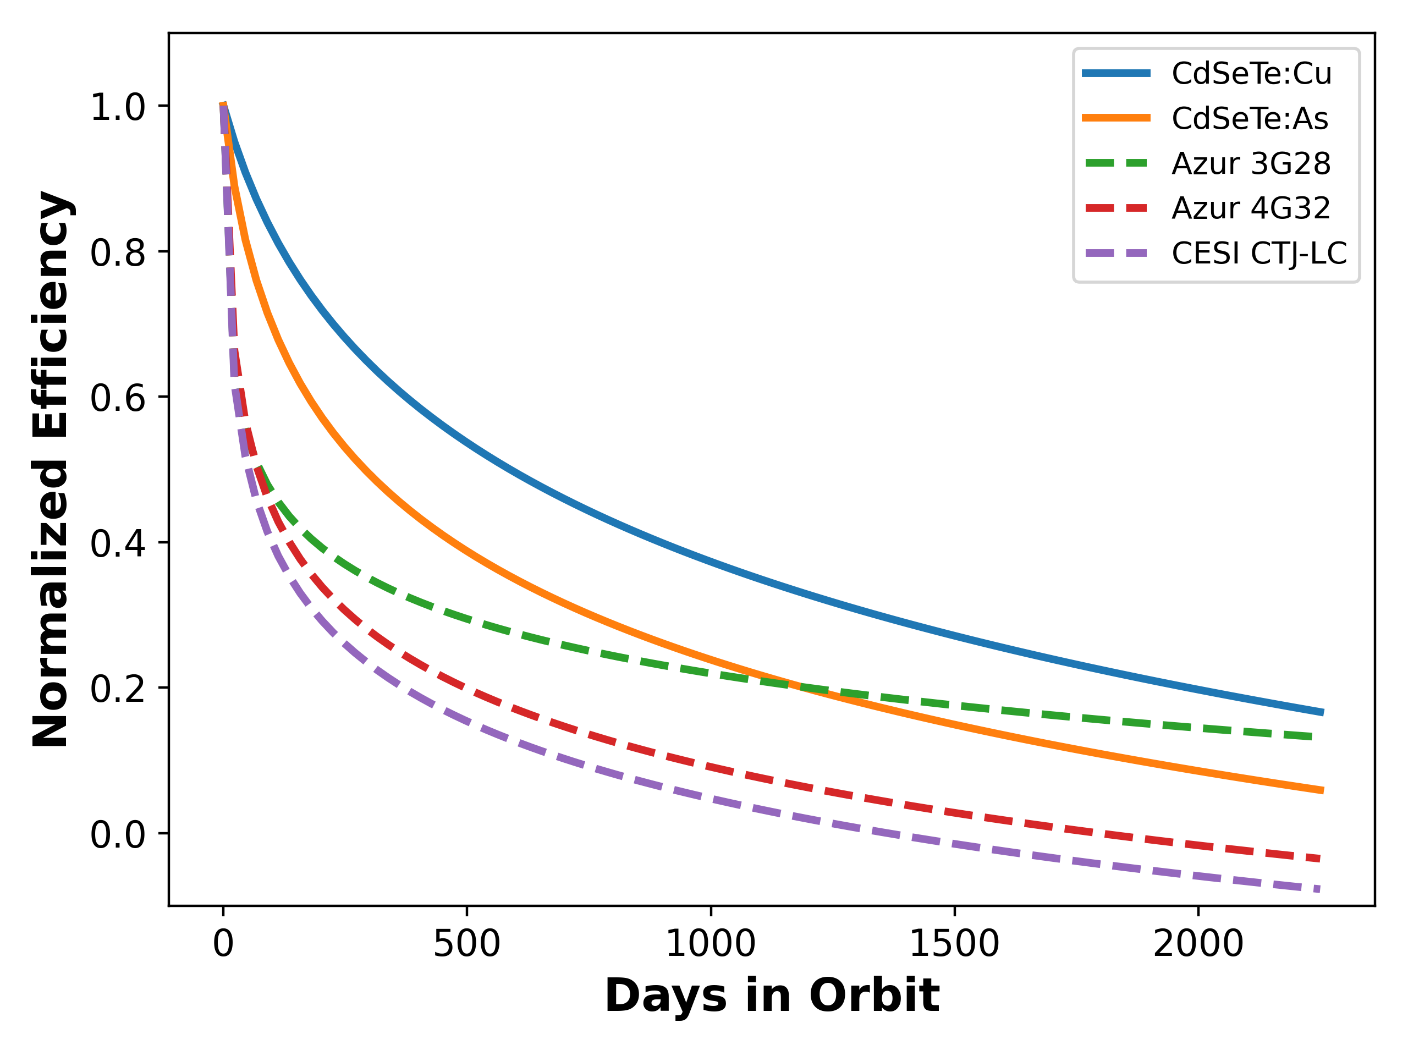 Normalized Efficiency
1.0
0.8
0.6
0.4
0.2
0.0
CdSeTe:Cu
CdSeTe:As
Azur 3G28
Azur 4G32
CESI CTJ-LC
0 500 1000 1500 2000
Days in Orbit